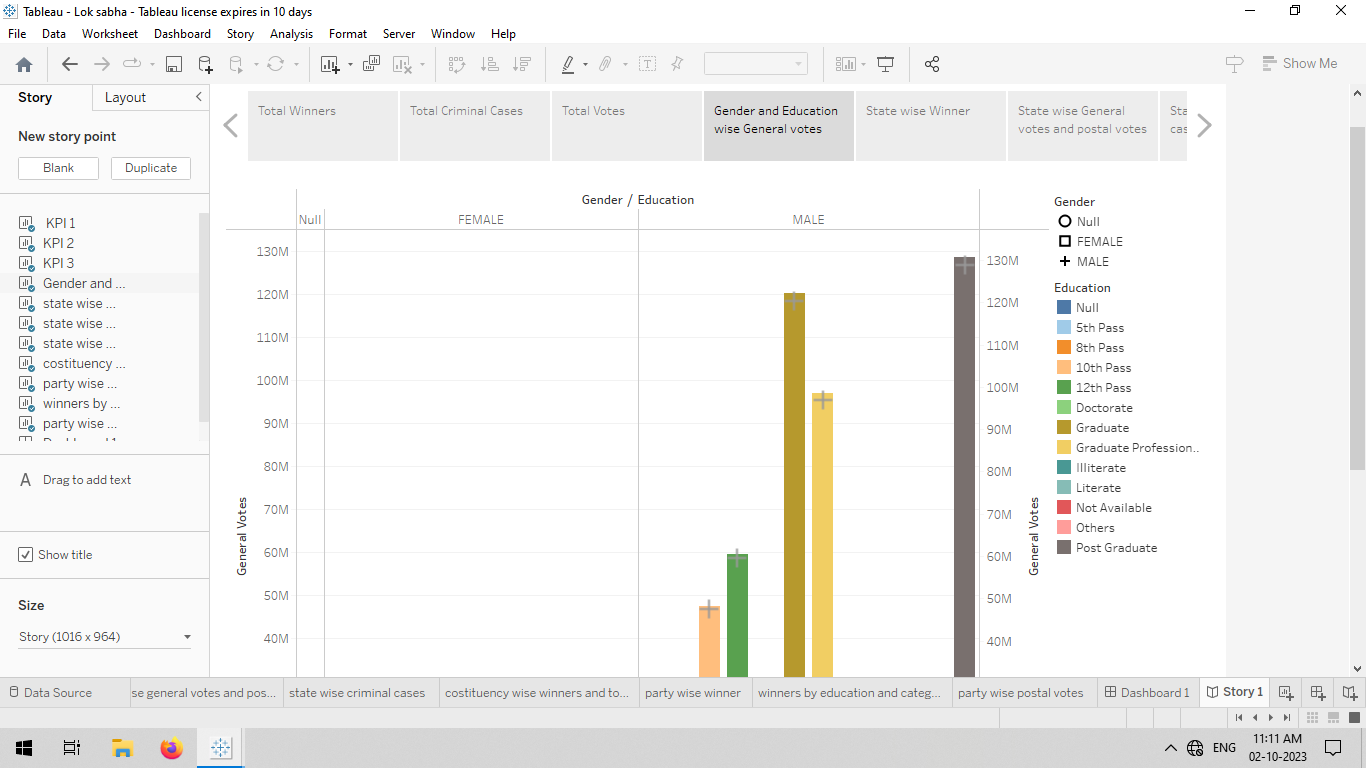 Tableau - Lok sabha - Tableau license expires in 10 days
File Data Worksheet Dashboard Story Analysis Format Server Window Help
Show Me
Story Layout
New story point
Blank Duplicate
KPI 1
KPI 2
KPI 3
Gender and ...
state wise ...
state wise ...
state wise ...
costituency ...
party wise ...
winners by ...
party wise ...
A Drag to add text
Show title
Size
Story (1016 x 964)
Total Winners
Total Criminal Cases
Total Votes
Gender and Education
wise General votes
State wise Winner
State wise General
votes and postal votes
Sta
cas
Gender / Education
Null FEMALE MALE
General Votes
130M
120M
110M
100M
90M
80M
70M
60M
50M
40M
130M
120M
110M
100M
90M
80M
70M
60M
50M
40M
General Votes
Gender
Null
FEMALE
MALE
Education
Null
5th Pass
8th Pass
10th Pass
12th Pass
Doctorate
Graduate
Graduate Profession..
Illiterate
Literate
Not Available
Others
Post Graduate
Data Source se general votes and pos... state wise criminal cases costituency wise winners and to... party wise winner winners by education and categ... party wise postal votes Dashboard 1 Story 1
ENG
11:11 AM
02-10-2023